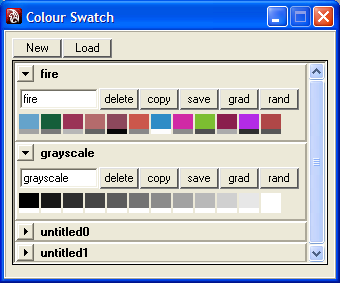 Colour Swatch
New Load
fire
fire delete copy save grad rand
grayscale
grayscale delete copy save grad rand
untitled0
untitled1